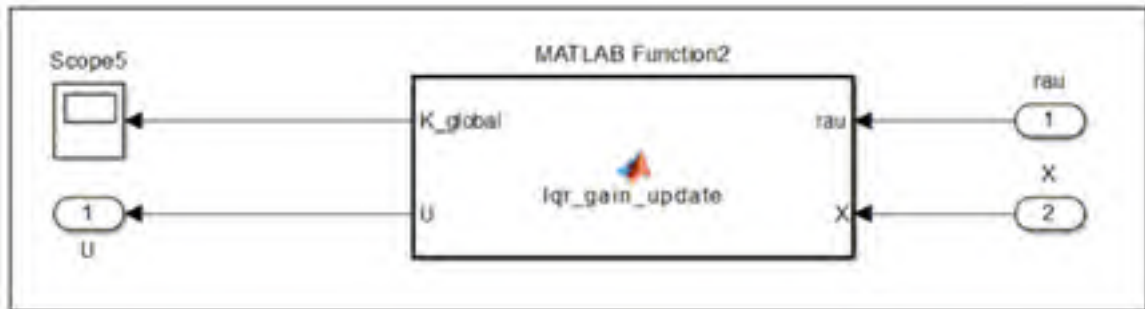 MATLAB Function2
Scope5
rau
K_global
rau
1
X
lqr_gain_update
1
U
X
2
U